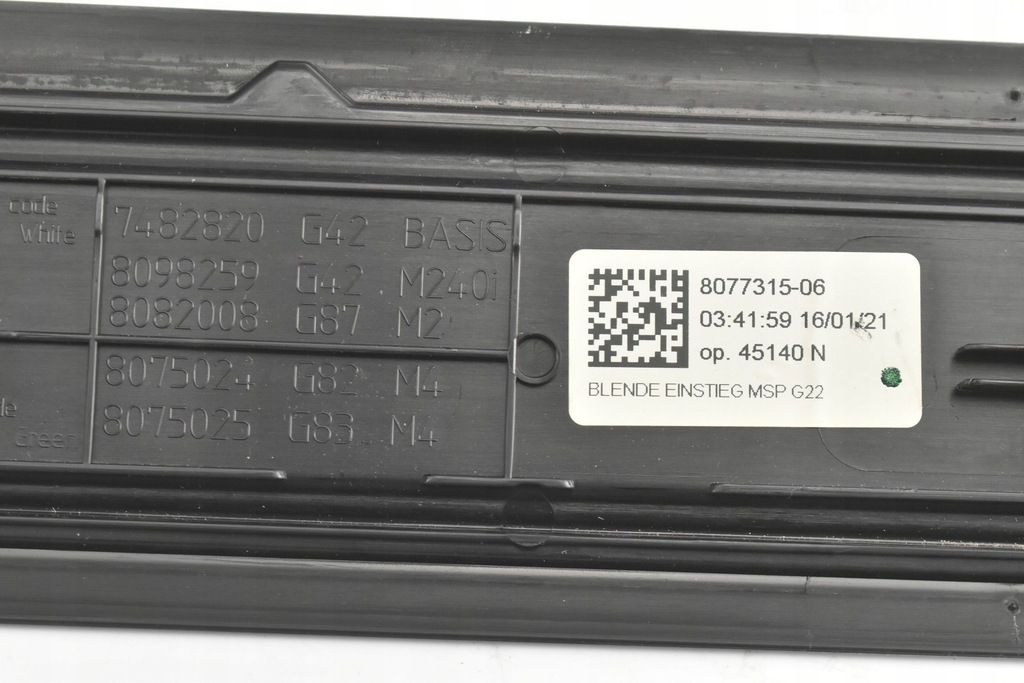 code
White
7482820 G42 BASIS
8098259 G42 M240i
8082008 G87 M2
8075024 G82 M4
8075025 G83 M4
Green
8077315-06
03:41:59 16/01/21
op. 45140 N
BLENDE EINSTIEG MSP G22